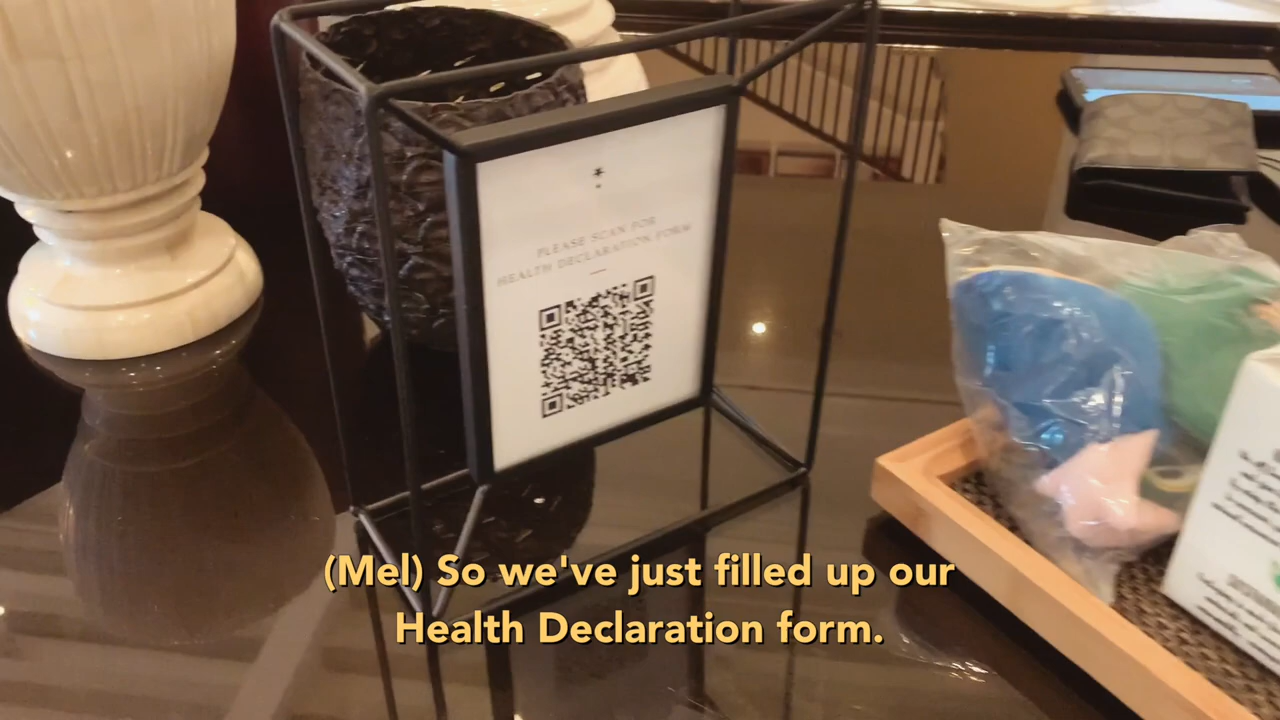 PLEASE SCAN FOR
HEALTH DECLARATION FORM
(Mel) So we've just filled up our
Health Declaration form.